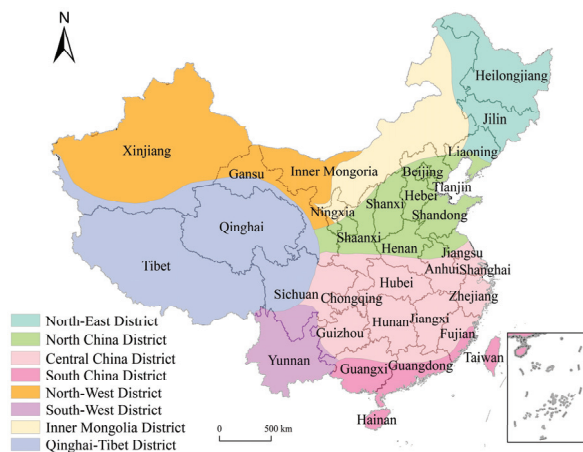 N
Heilongjiang
Jilin
Liaoning
Xinjiang
Gansu
Inner Mongoria
Beijing
Tianjin
Hebei
Shanxi
Ningxia
Shandong
Qinghai
Shaanxi
Henan
Jiangsu
Tibet
Anhui
Shanghai
Hubei
Sichuan
Chongqing
Zhejiang
Hunan
Jiangxi
Guizhou
Fujian
Yunnan
Taiwan
Guangxi
Guangdong
Hainan
North-East District
North China District
Central China District
South China District
North-West District
South-West District
Inner Mongolia District
Qinghai-Tibet District
0 500 km